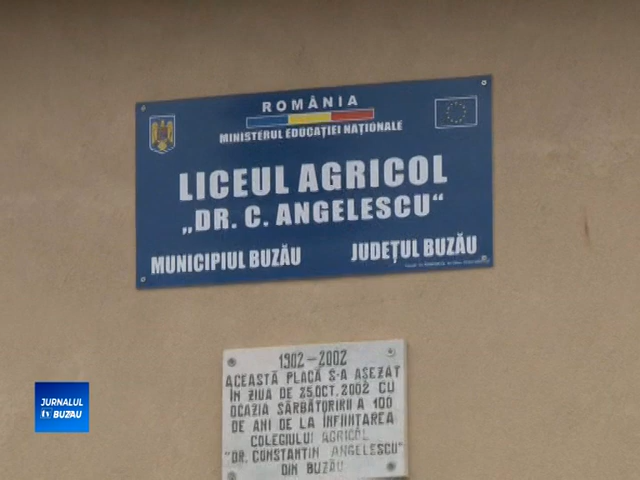 ROMÂNIA
MINISTERUL EDUCAȚIEI NAȚIONALE
LICEUL AGRICOL
„DR. C. ANGELESCU“
MUNICIPIUL BUZĂU
JUDEȚUL BUZĂU
1902-2002
ACEASTĂ PLACĂ S-A AȘEZAT
ÎN ZIUA DE 25.OCT.2002 CU
OCAZIA SĂRBĂTORIRII A 100
DE ANI DE LA ÎNFIINȚAREA
COLEGIULUI AGRICOL
"DR. CONSTANTIN ANGELESCU"
DIN BUZĂU
JURNALUL
tv BUZAU